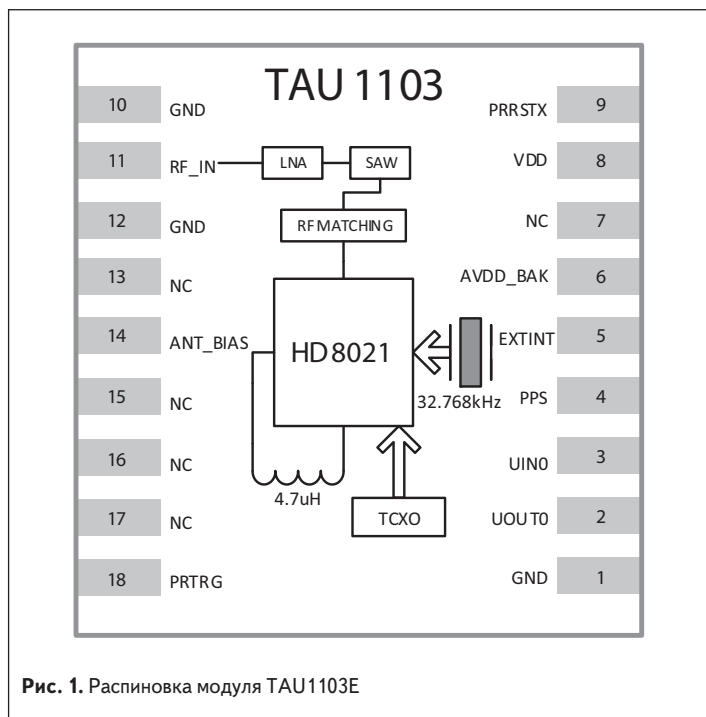 TAU 1103
10 GND
PRRSTX 9
11 RF_IN
LNA
SAW
VDD 8
12 GND
RF MATCHING
NC 7
13 NC
AVDD_BAK 6
14 ANT_BIAS
HD8021
EXTINT 5
32.768kHz
15 NC
PPS 4
16 NC
UIN0 3
4.7uH
17 NC
TCXO
UOUT0 2
18 PRTRG
GND 1
Рис. 1. Распиновка модуля TAU1103E